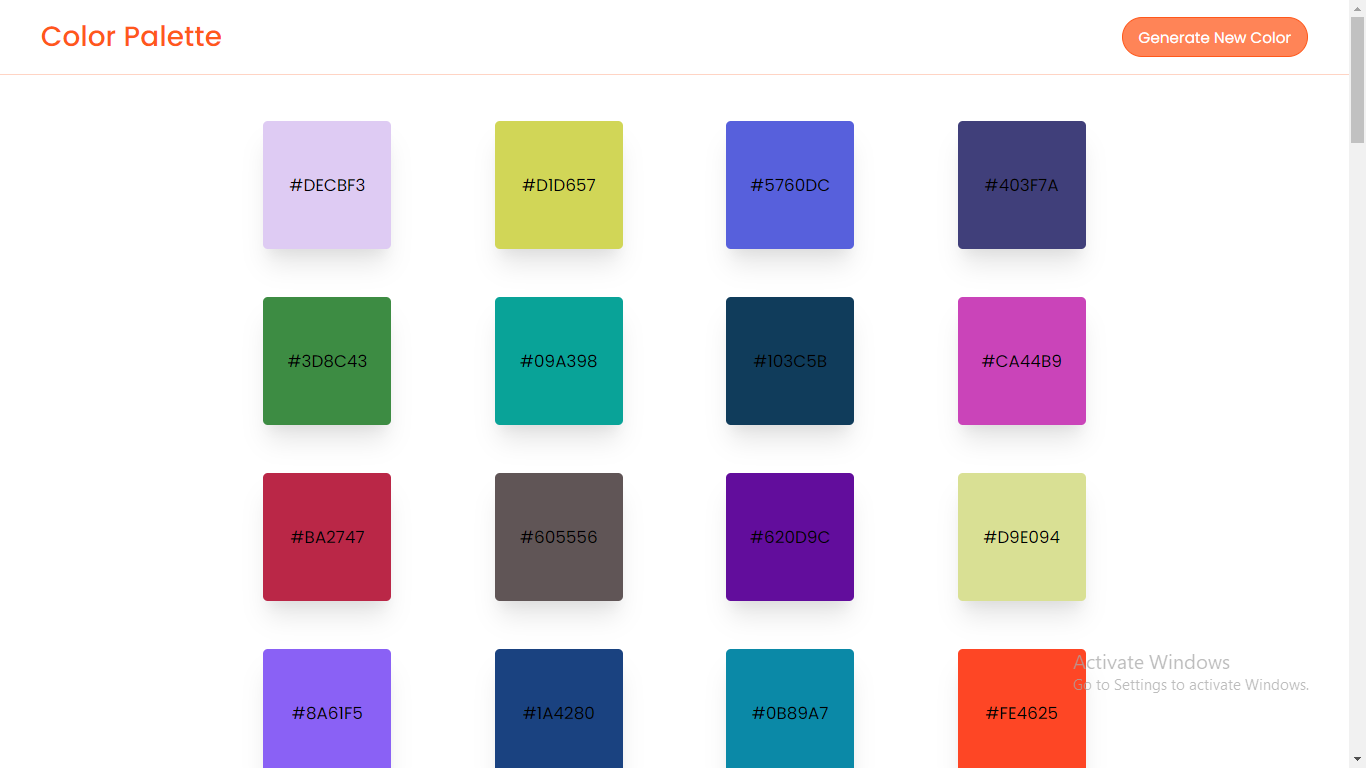 Color Palette
Generate New Color
#DECBF3
#D1D657
#5760DC
#403F7A
#3D8C43
#09A398
#103C5B
#CA44B9
#BA2747
#605556
#620D9C
#D9E094
#8A61F5
#1A4280
#0B89A7
#FE4625
Activate Windows
Go to Settings to activate Windows.